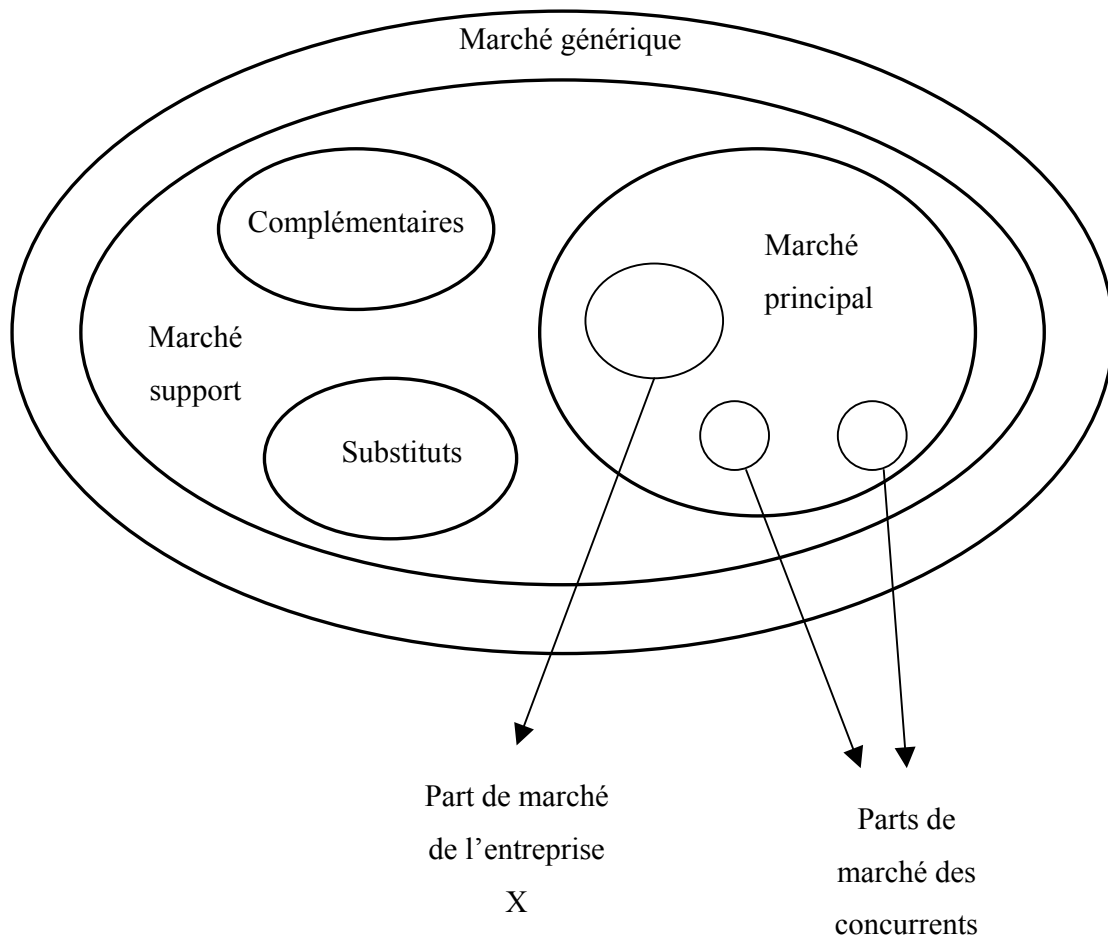 Marché générique
Complémentaires
Marché
principal
Marché
support
Substituts
Part de marché
de l’entreprise
X
Parts de
marché des
concurrents